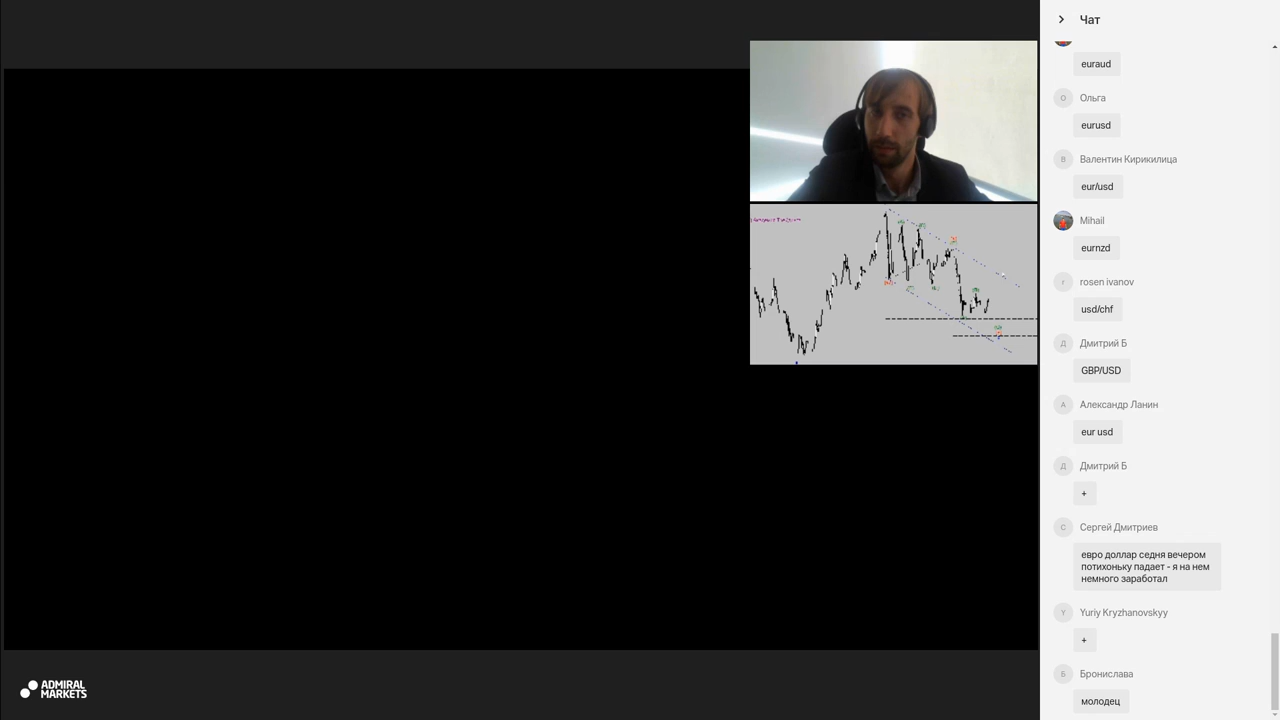 Чат
euraud
О
Ольга
eurusd
В
Валентин Кирикилица
eur/usd
Mihail
eurnzd
r
rosen ivanov
usd/chf
Д
Дмитрий Б
GBP/USD
А
Александр Ланин
eur usd
Д
Дмитрий Б
+
С
Сергей Дмитриев
евро доллар седня вечером
потихоньку падает - я на нем
немного заработал
Y
Yuriy Kryzhanovskyy
+
Б
Бронислава
молодец
ADMIRAL
MARKETS